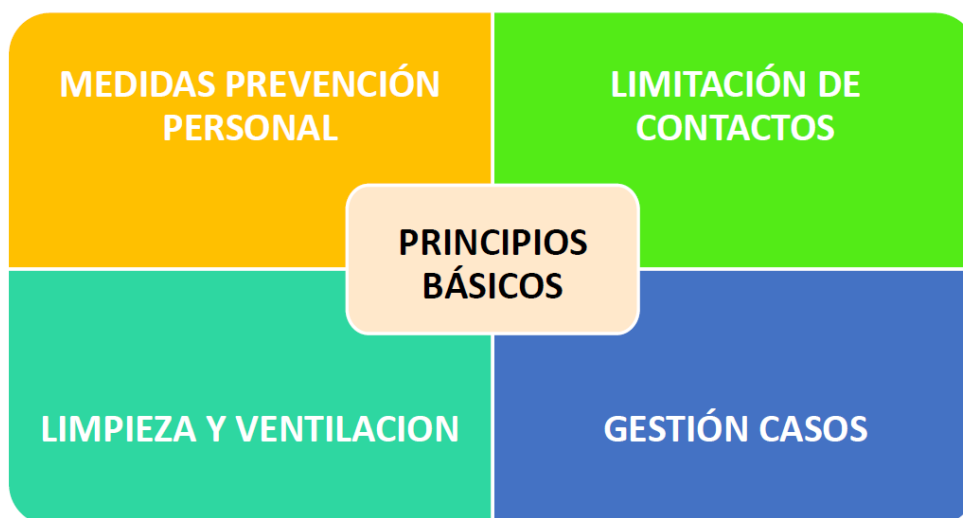 MEDIDAS PREVENCIÓN
PERSONAL
LIMITACIÓN DE
CONTACTOS
PRINCIPIOS
BÁSICOS
LIMPIEZA Y VENTILACION
GESTIÓN CASOS